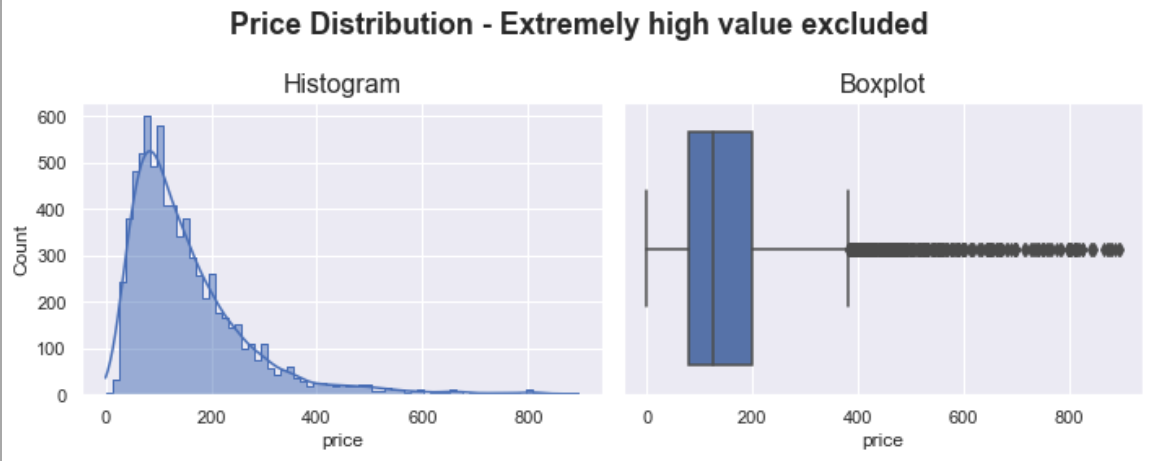 Price Distribution - Extremely high value excluded
Histogram
Count
600
500
400
300
200
100
0
0 200 400 600 800
price
Boxplot
0 200 400 600 800
price